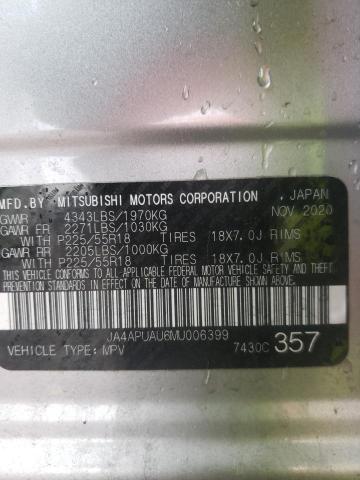 MFD.BY MITSUBISHI MOTORS CORPORATION , JAPAN
GVWR 4343LBS/1970KG NOV 2020
GAWR FR 2271LBS/1030KG
WITH P225/55R18 TIRES 18X7.0J RIMS
GAWR RR 2205LBS/1000KG
WITH P225/55R18 TIRES 18X7.0J RIMS
THIS VEHICLE CONFORMS TO ALL APPLICABLE FEDERAL MOTOR VEHICLE SAFETY, BUMPER AND THEFT
PREVENTION STANDARDS IN EFFECT ON THE DATE OF MANUFACTURE SHOWN ABOVE.
JA4APUAU6MU006399
VEHICLE TYPE:MPV 7430C 357